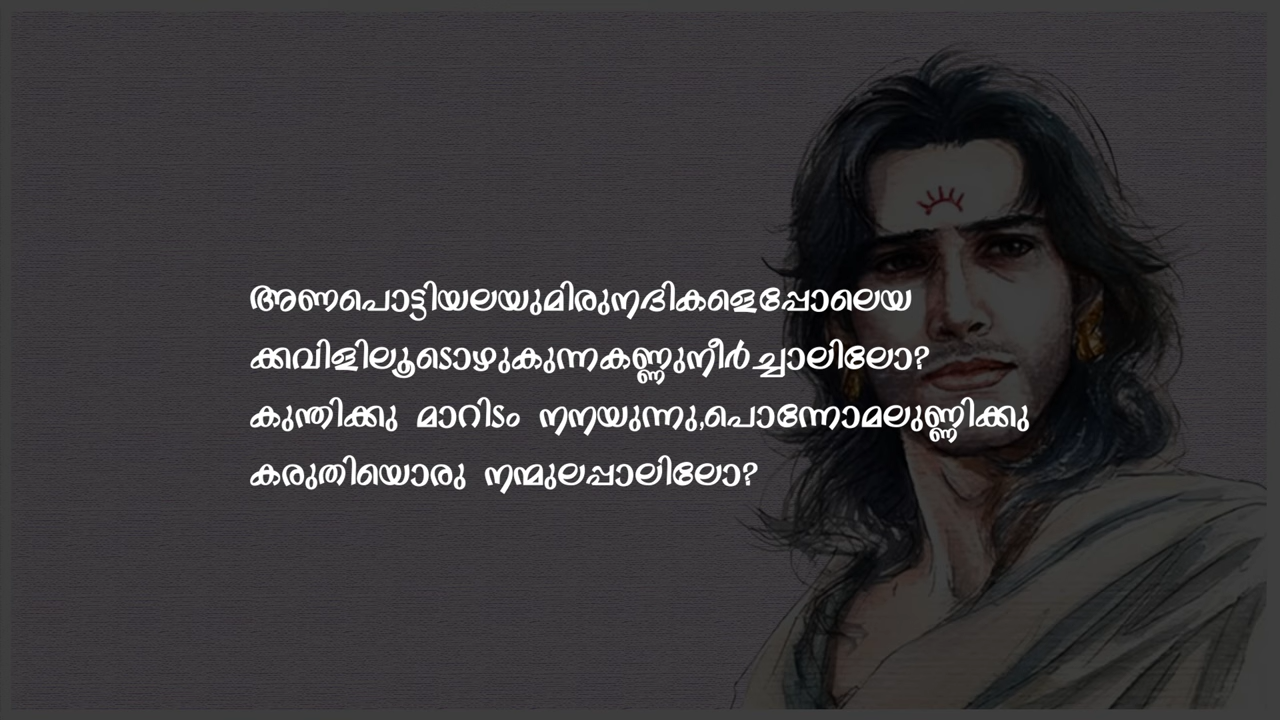 അണപൊട്ടിയലയുമിരുനദികളെപ്പോലെയ
ക്കവിളിലൂടൊഴുകുന്നകണ്ണുനീർച്ചാലിലോ?
കുന്തിക്കു മാറിടം നനയുന്നു,പൊന്നോമലുണ്ണിക്കു
കരുതിയൊരു നന്മുലപ്പാലിലോ?